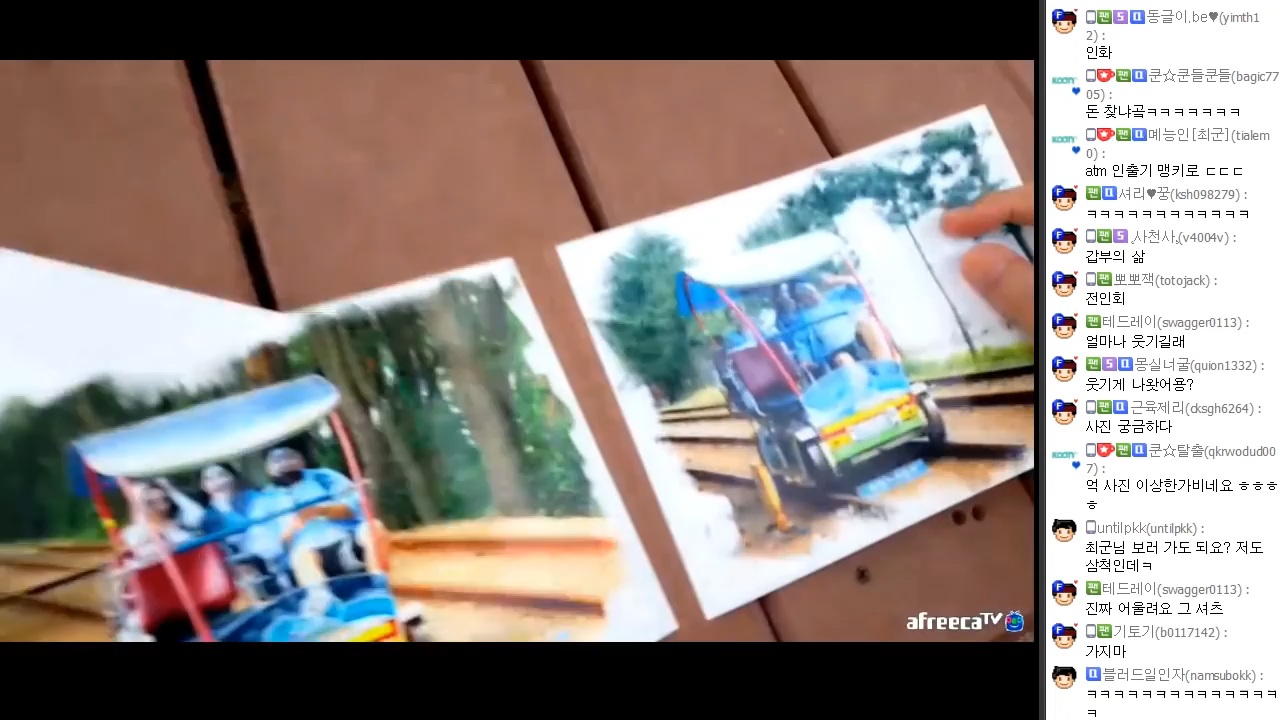 동글이.be♥(yimth1
2) :
인화
쿤☆쿤들쿤들(bagic77
05) :
돈 찾냐곸ㅋㅋㅋㅋㅋㅋ
메능인[최군](tialem
0) :
atm 인출기 맹키로 ㄷㄷㄷ
셔리♥꿍(ksh098279) :
ㅋㅋㅋㅋㅋㅋㅋㅋㅋㅋㅋㅋ
˛사천사˛(v4004v) :
갑부의 삶
뽀뽀잭(totojack) :
전인회
테드레이(swagger0113) :
얼마나 웃기길래
몽실너굴(quion1332) :
웃기게 나왓어욛?
근육제리(cksgh6264) :
사진 궁금하다
쿤☆탈출(qkrwodud00
7) :
억 사진 이상한가비네요 ㅎㅎㅎ
ㅎ
untilpkk(untilpkk) :
최군님 보러 가도 되요? 저도
삼척인데ㅋ
테드레이(swagger0113) :
진짜 어울려요 그 셔츠
기토기(b0117142) :
가지마
블러드일인자(namsubokk) :
ㅋㅋㅋㅋㅋㅋㅋㅋㅋㅋㅋㅋㅋㅋ
ㅋ
afreecaTV